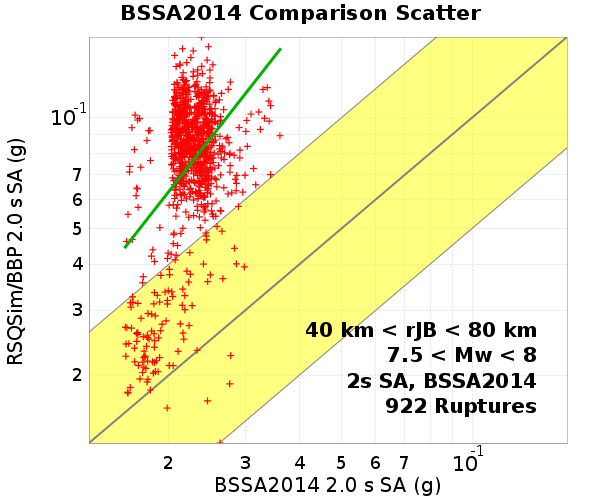 BSSA2014 Comparison Scatter
RSQSim/BBP 2.0 s SA (g)
10⁻¹
7
6
5
4
3
2
40 km < rJB < 80 km
7.5 < Mw < 8
2s SA, BSSA2014
922 Ruptures
2 3 4 5 6 7 10⁻¹
BSSA2014 2.0 s SA (g)